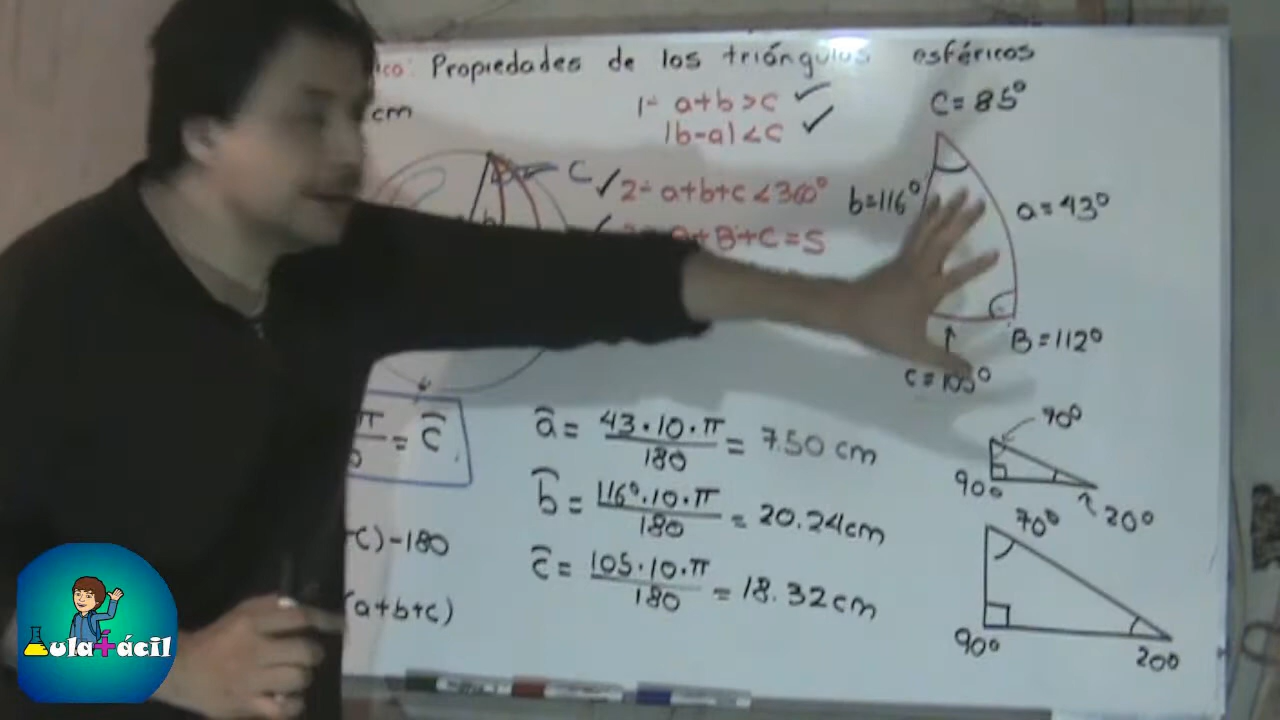 Propiedades de los triángulos esféricos
cm
1- a+b>c ✓
|b-a|<c ✓
C
✓ 2- a+b+c<360°
A+B+C=S
C=85°
b=116°
a=43°
B=112°
c=105°
π
= c
a = 43·10·π / 180 = 7.50 cm
b = 116°·10·π / 180 = 20.24cm
c = 105·10·π / 180 = 18.32cm
)-180
(a+b+c)
90°
70°
20°
70°
90°
20°
Aula Fácil